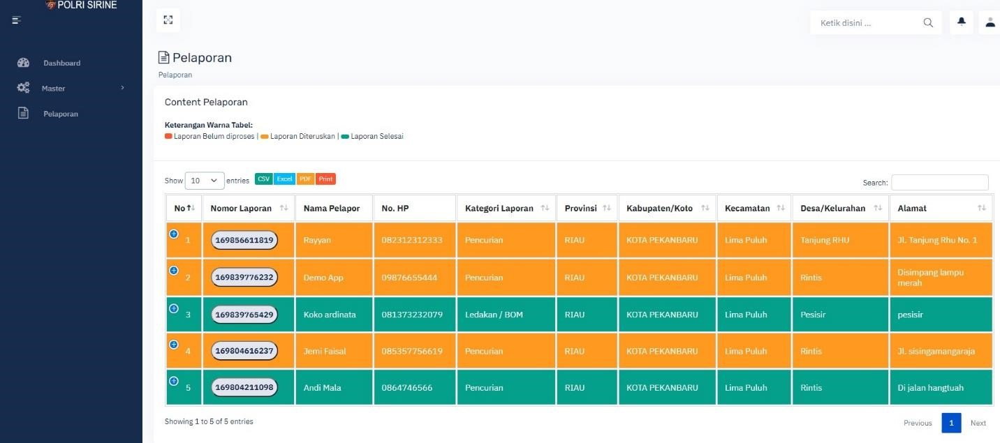 POLRI SIRINE
Ketik disini ...
Dashboard
Master
Pelaporan
Pelaporan
Pelaporan
Content Pelaporan
Keterangan Warna Tabel:
Laporan Belum diproses | Laporan Diteruskan | Laporan Selesai
Show 10 entries CSV Excel PDF Print
Search:
No Nomor Laporan Nama Pelapor No. HP Kategori Laporan Provinsi Kabupaten/Koto Kecamatan Desa/Kelurahan Alamat
1 169856611819 Rayyan 082312312333 Pencurian RIAU KOTA PEKANBARU Lima Puluh Tanjung RHU Jl. Tanjung Rhu No. 1
2 169839776232 Demo App 09876655444 Pencurian RIAU KOTA PEKANBARU Lima Puluh Rintis Disimpang lampu
merah
3 169839765429 Koko ardinata 081373232079 Ledakan / BOM RIAU KOTA PEKANBARU Lima Puluh Pesisir pesisir
4 169804616237 Jemi Faisal 085357756619 Pencurian RIAU KOTA PEKANBARU Lima Puluh Rintis Jl. sisingamangaraja
5 169804211098 Andi Mala 0864746566 Pencurian RIAU KOTA PEKANBARU Lima Puluh Rintis Di jalan hangtuah
Showing 1 to 5 of 5 entries
Previous 1 Next